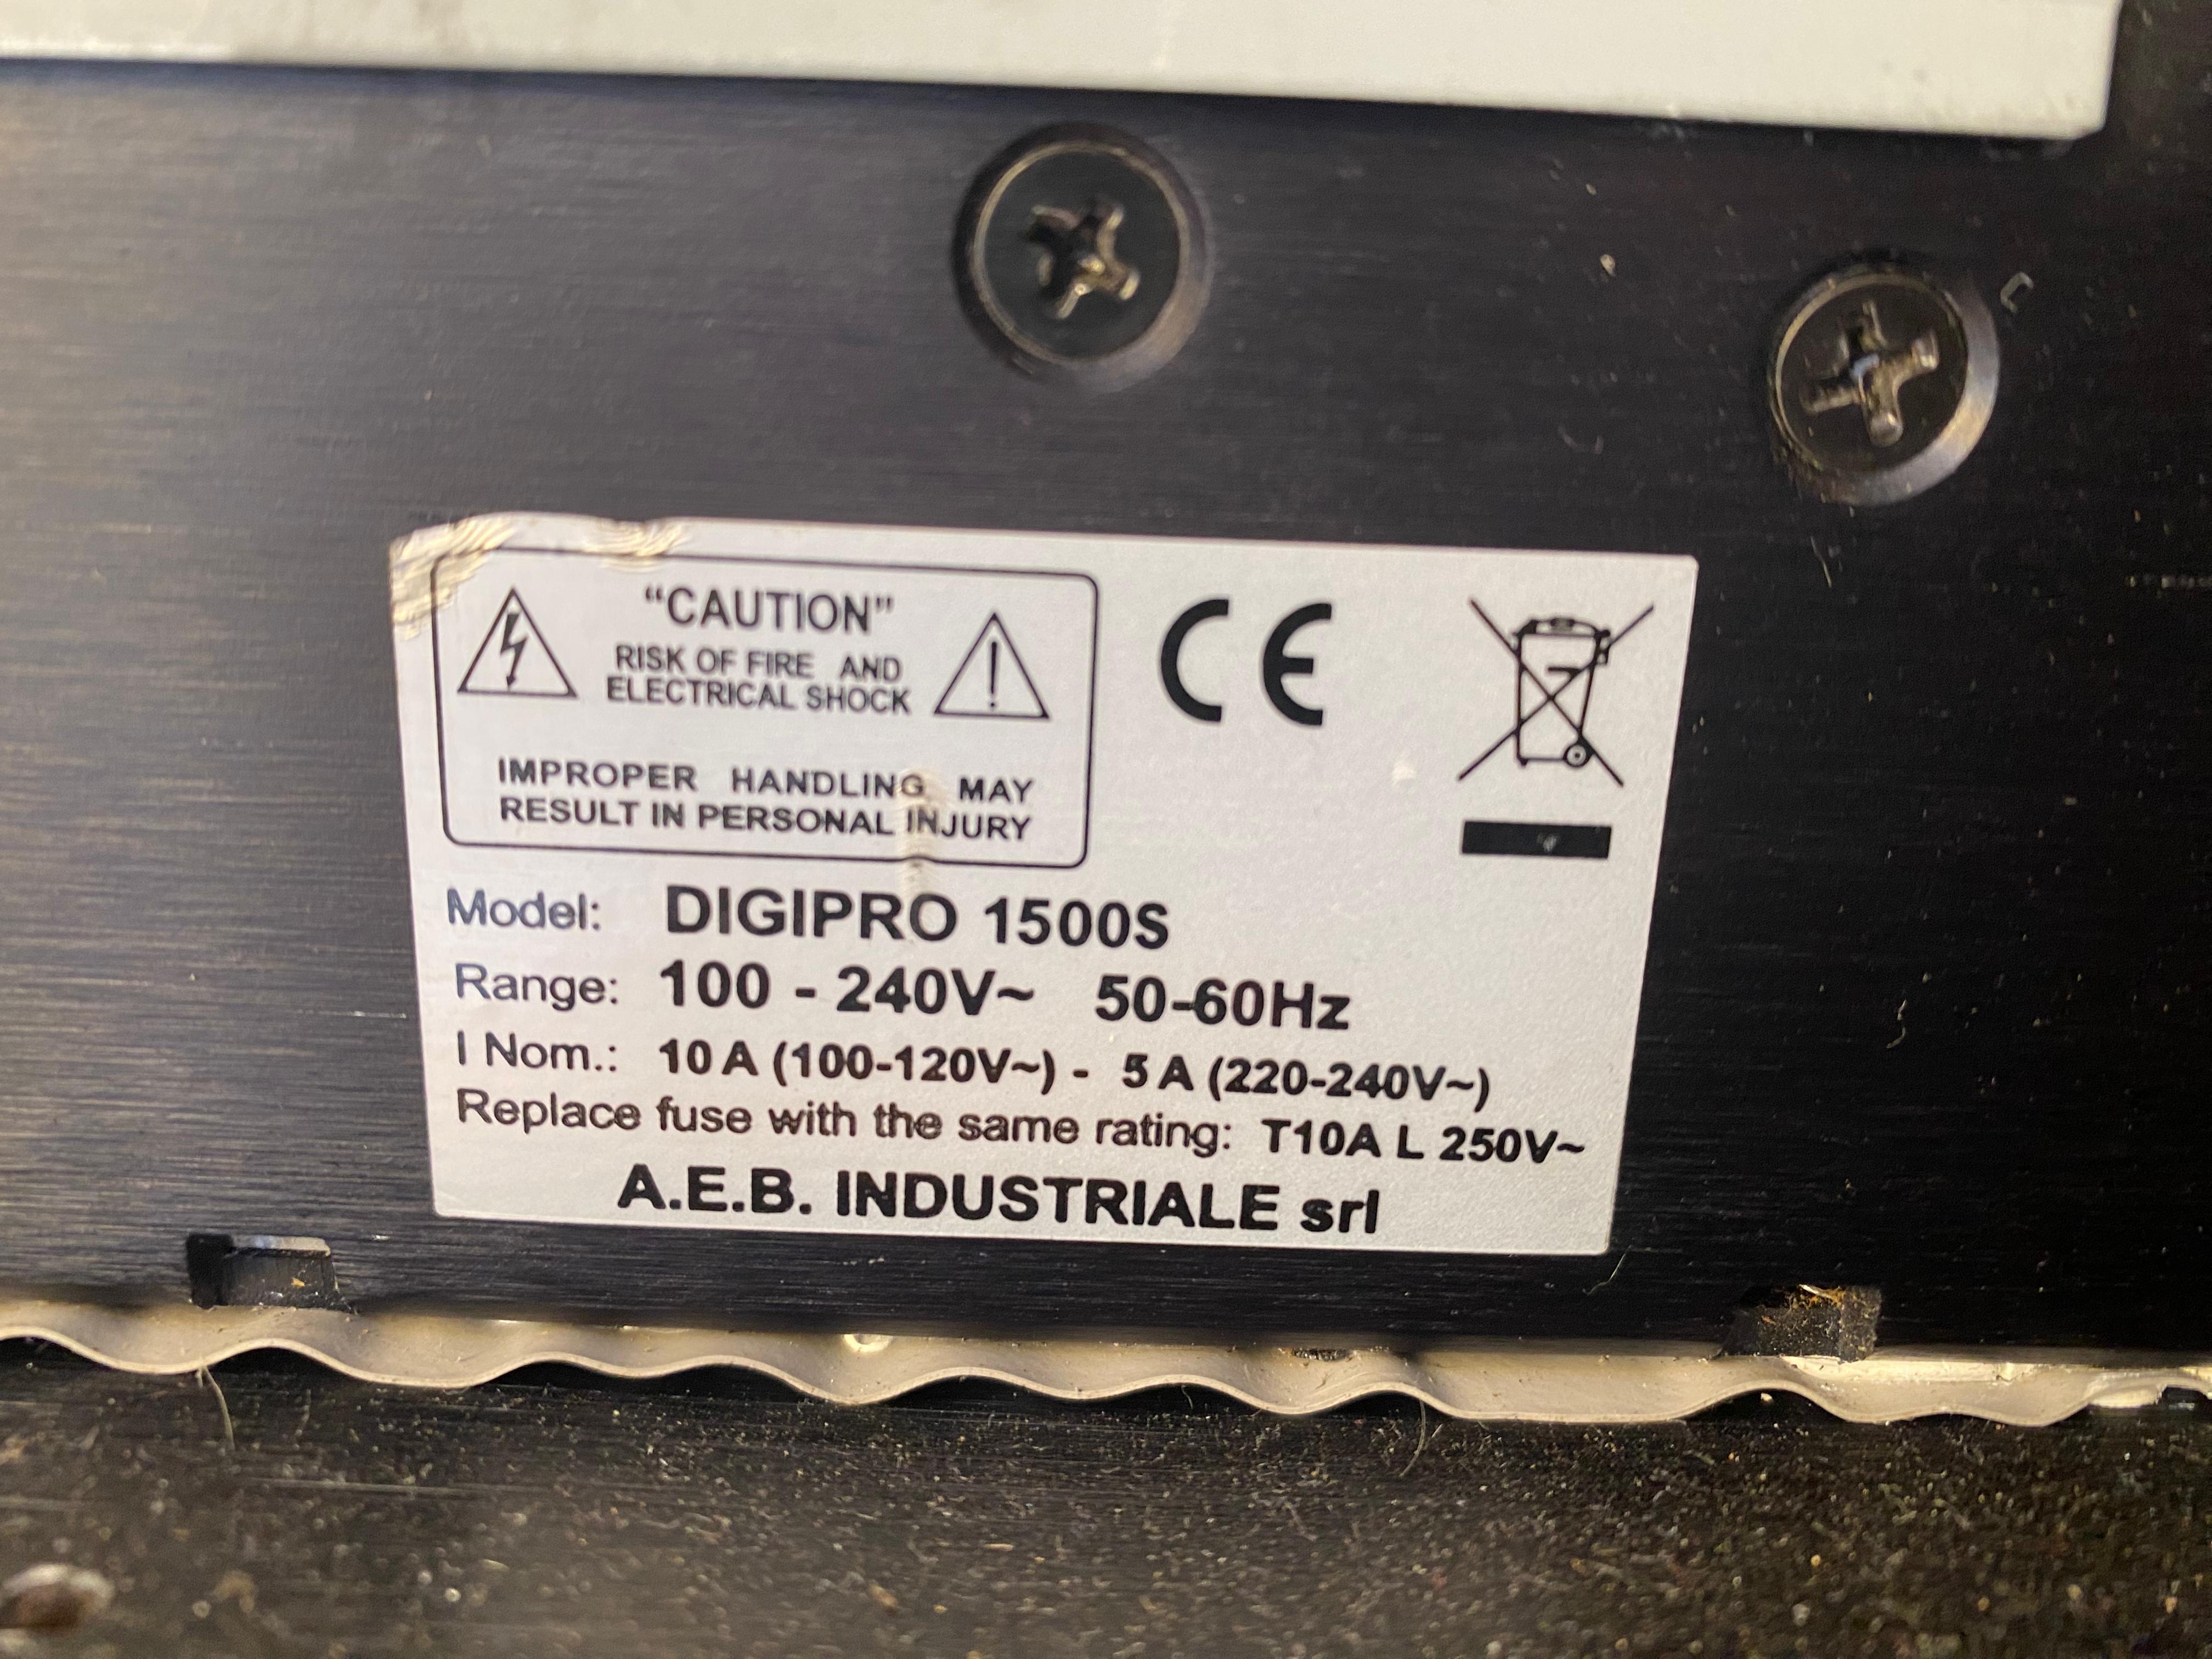 "CAUTION"
RISK OF FIRE AND
ELECTRICAL SHOCK
IMPROPER HANDLING MAY
RESULT IN PERSONAL INJURY
CE
Model: DIGIPRO 1500S
Range: 100 - 240V~ 50-60Hz
I Nom.: 10 A (100-120V~) - 5 A (220-240V~)
Replace fuse with the same rating: T10A L 250V~
A.E.B. INDUSTRIALE srl